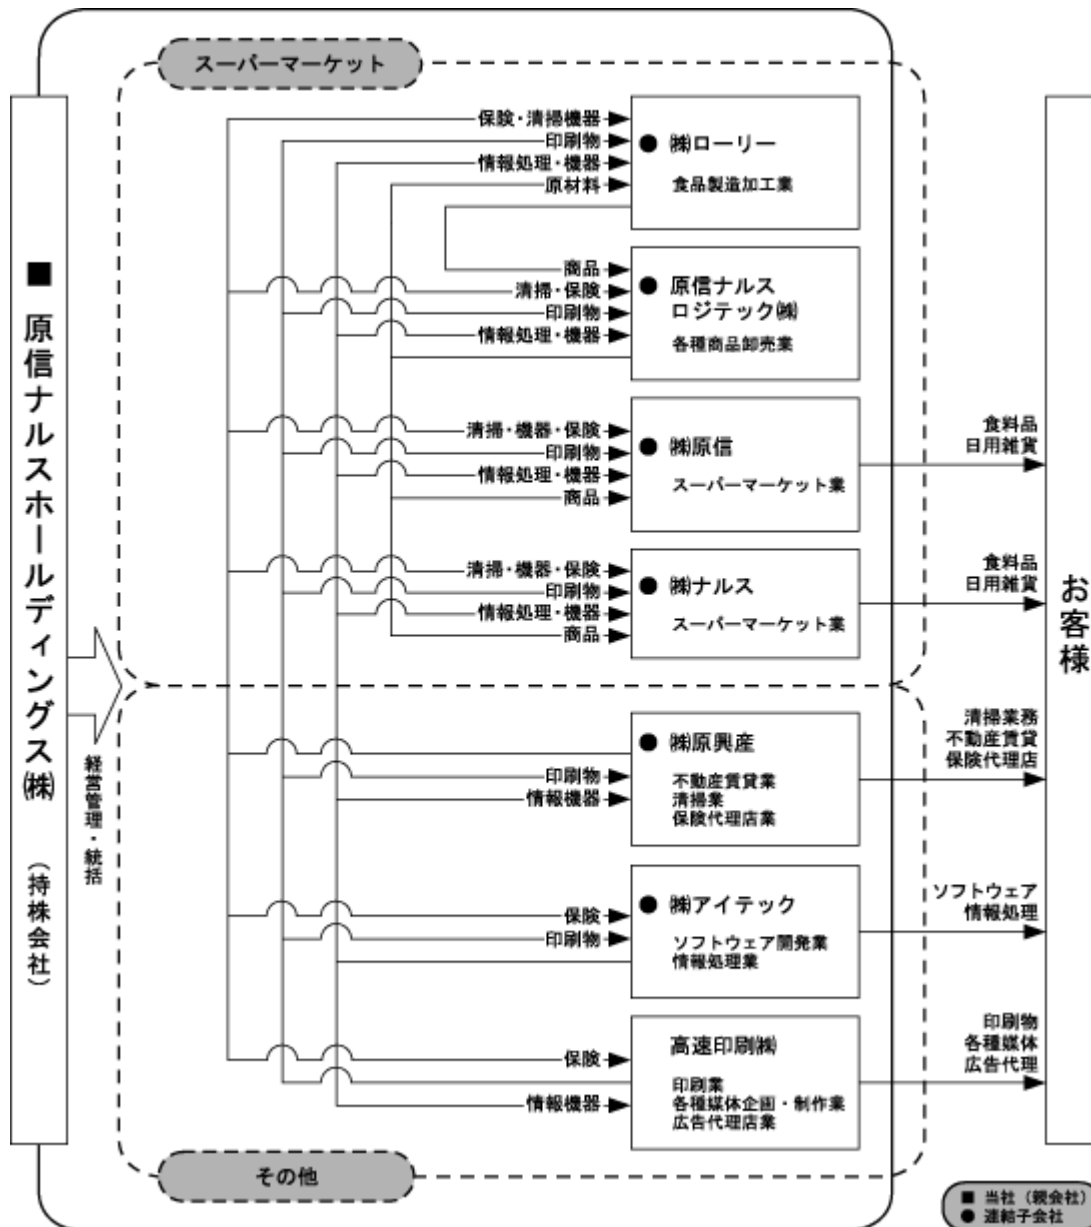 スーパーマーケット
■ 原信ナルスホールディングス㈱
（持株会社）
経営管理・統括
保険・清掃機器
印刷物
情報処理・機器
原材料
● ㈱ローリー
食品製造加工業
商品
清掃・保険
印刷物
情報処理・機器
● 原信ナルス
ロジテック㈱
各種商品卸売業
清掃・機器・保険
印刷物
情報処理・機器
商品
● ㈱原信
スーパーマーケット業
食料品
日用雑貨
清掃・機器・保険
印刷物
情報処理・機器
商品
● ㈱ナルス
スーパーマーケット業
食料品
日用雑貨
お客様
印刷物
情報機器
● ㈱原興産
不動産賃貸業
清掃業
保険代理店業
清掃業務
不動産賃貸
保険代理店
保険
印刷物
● ㈱アイテック
ソフトウェア開発業
情報処理業
ソフトウェア
情報処理
保険
情報機器
高速印刷㈱
印刷業
各種媒体企画・制作業
広告代理店業
印刷物
各種媒体
広告代理
その他
■ 当社（親会社）
● 連結子会社